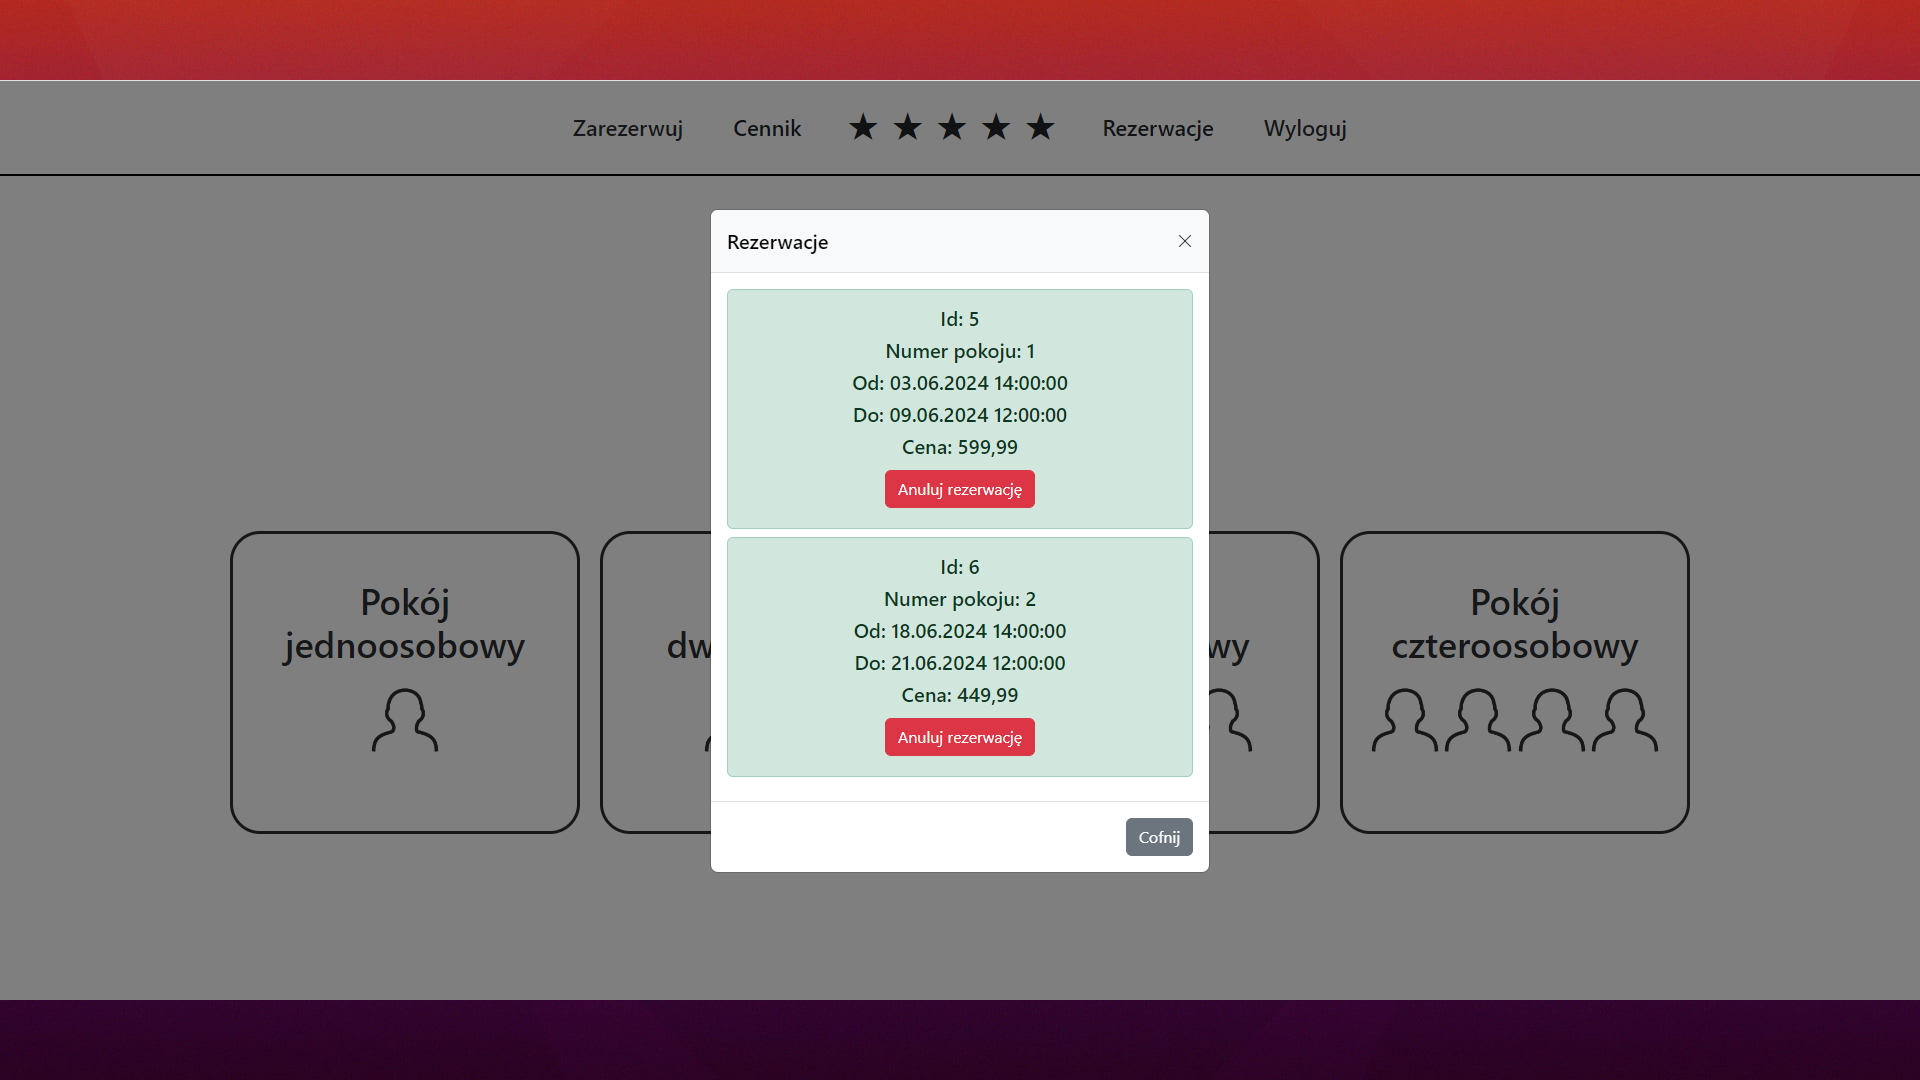 Zarezerwuj Cennik ★ ★ ★ ★ ★ Rezerwacje Wyloguj
Rezerwacje
Id: 5
Numer pokoju: 1
Od: 03.06.2024 14:00:00
Do: 09.06.2024 12:00:00
Cena: 599,99
Anuluj rezerwację
Id: 6
Numer pokoju: 2
Od: 18.06.2024 14:00:00
Do: 21.06.2024 12:00:00
Cena: 449,99
Anuluj rezerwację
Cofnij
Pokój
jednoosobowy
Pokój
czteroosobowy